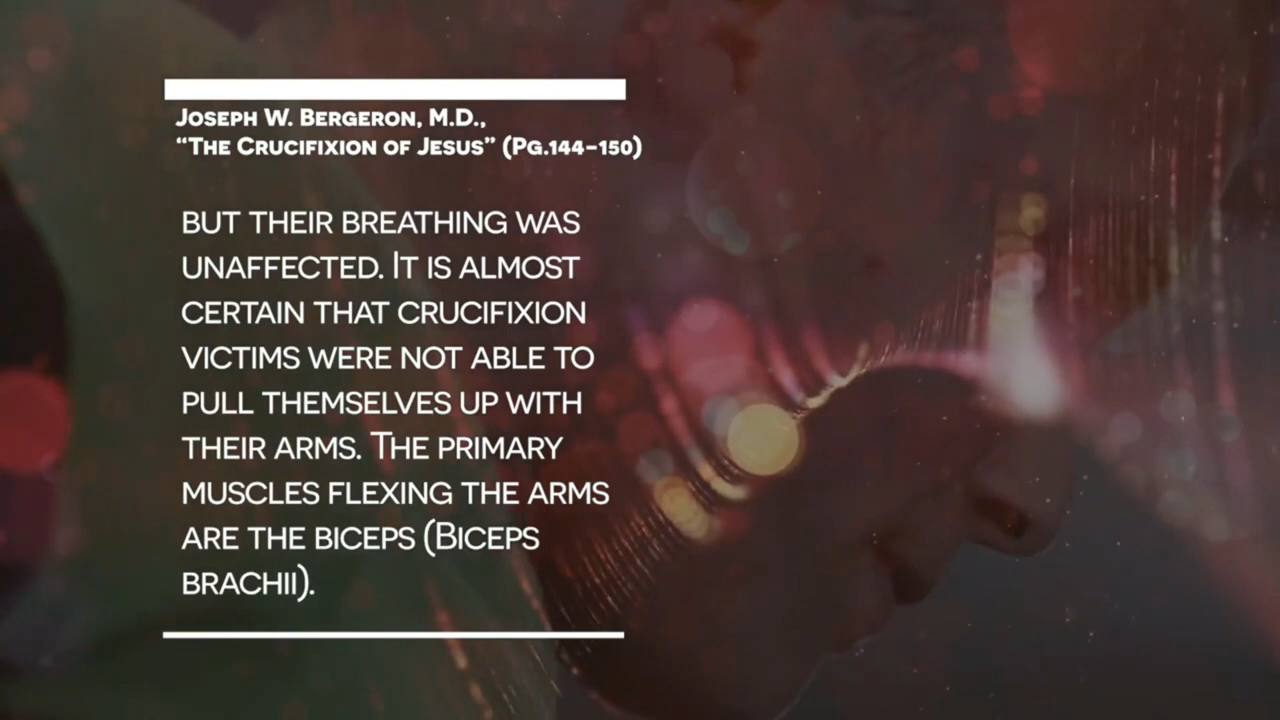 Joseph W. Bergeron, M.D.,
“The Crucifixion of Jesus” (Pg.144-150)
but their breathing was
unaffected. It is almost
certain that crucifixion
victims were not able to
pull themselves up with
their arms. The primary
muscles flexing the arms
are the biceps (Biceps
brachii).